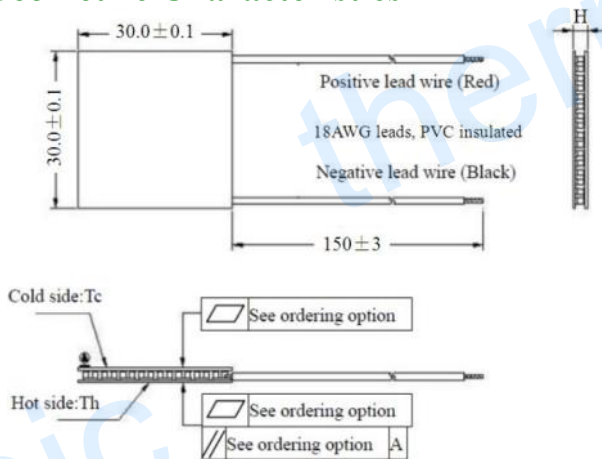 30.0±0.1
H
30.0±0.1
Positive lead wire (Red)
18AWG leads, PVC insulated
Negative lead wire (Black)
150±3
Cold side:Tc
See ordering option
Hot side:Th
See ordering option
See ordering option A